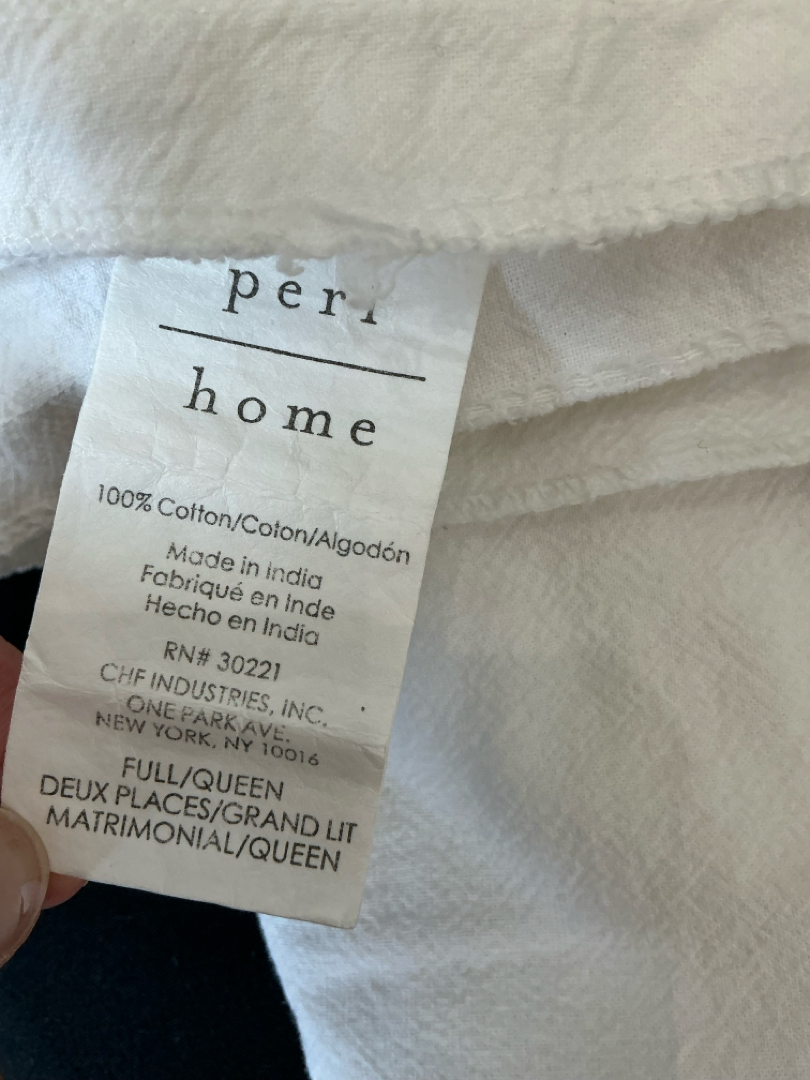 peri
home
100% Cotton/Coton/Algodón
Made in India
Fabriqué en Inde
Hecho en India
RN# 30221
CHF INDUSTRIES, INC.
ONE PARK AVE.
NEW YORK, NY 10016
FULL/QUEEN
DEUX PLACES/GRAND LIT
MATRIMONIAL/QUEEN